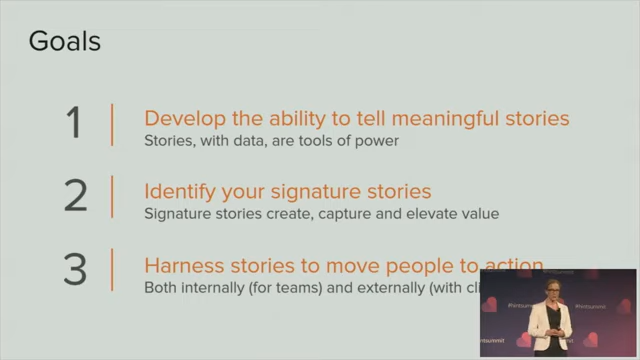 Goals
1
Develop the ability to tell meaningful stories
Stories, with data, are tools of power
2
Identify your signature stories
Signature stories create, capture and elevate value
3
Harness stories to move people to action
Both internally (for teams) and externally (with
#hintsummit
#hintsummit